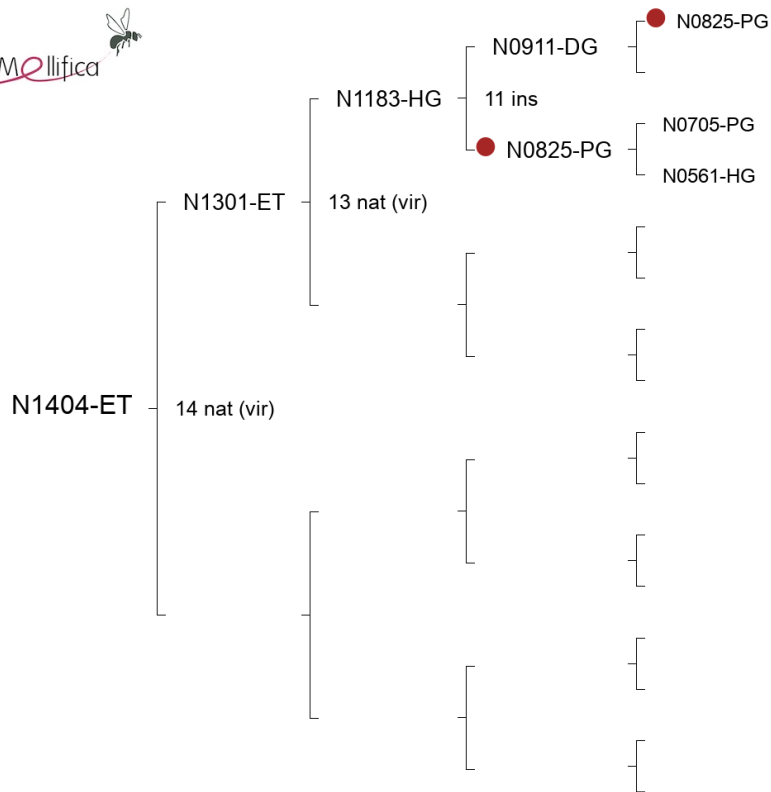 Mellifica
N0825-PG
N0911-DG
N1183-HG
11 ins
N0705-PG
N0825-PG
N0561-HG
N1301-ET
13 nat (vir)
N1404-ET
14 nat (vir)